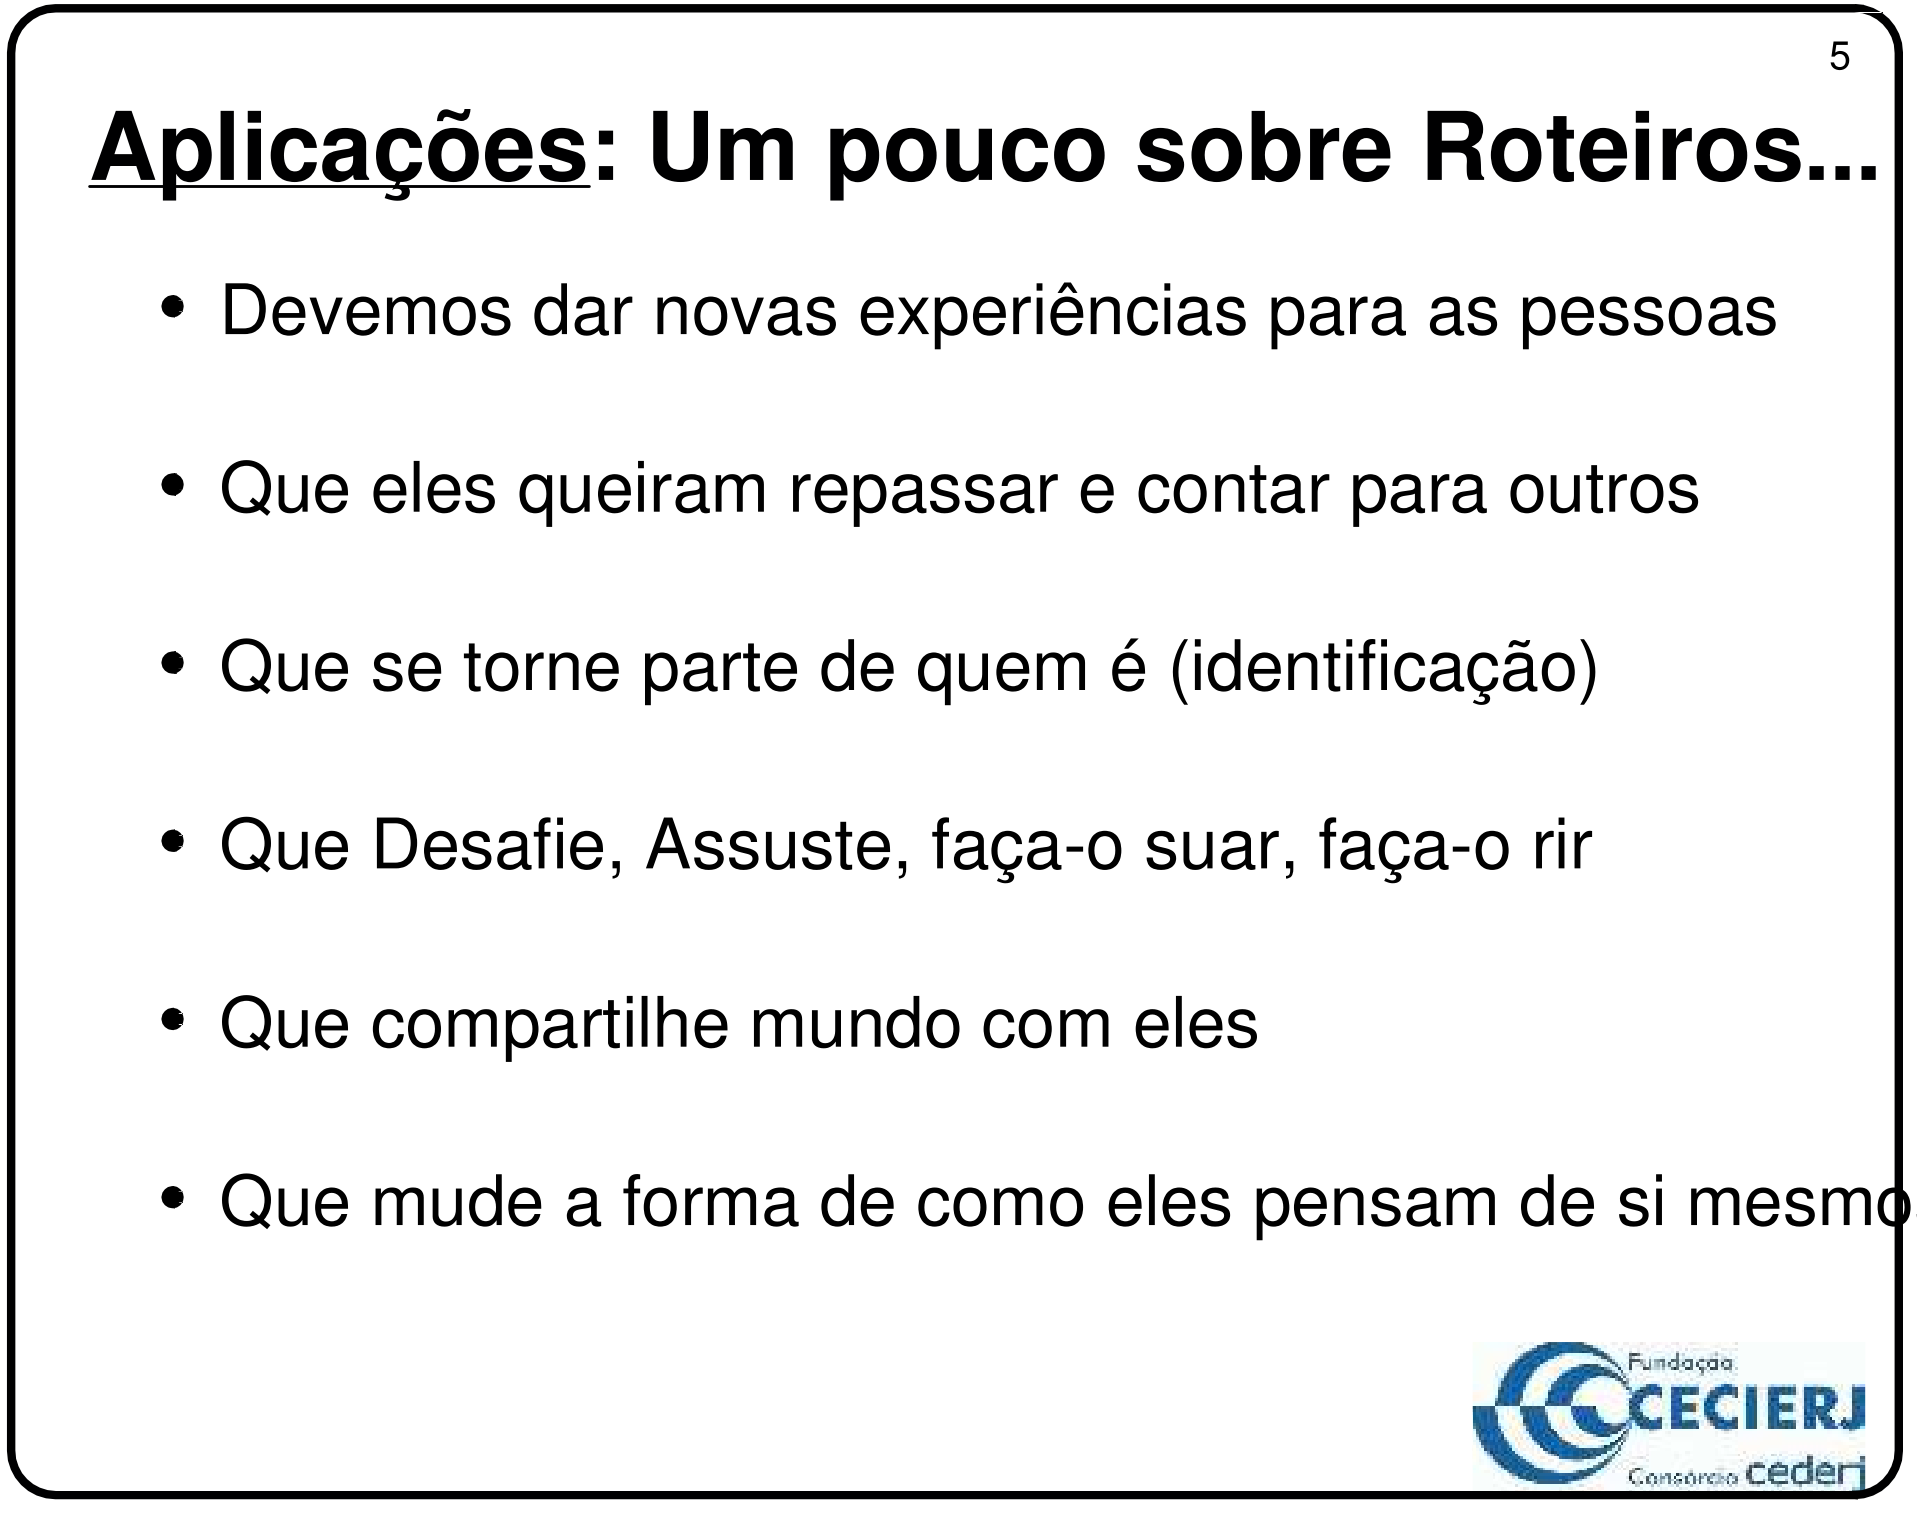 5
Aplicações: Um pouco sobre Roteiros...
• Devemos dar novas experiências para as pessoas
• Que eles queiram repassar e contar para outros
• Que se torne parte de quem é (identificação)
• Que Desafie, Assuste, faça-o suar, faça-o rir
• Que compartilhe mundo com eles
• Que mude a forma de como eles pensam de si mesmo
Fundação
CECIERJ
Consórcio cederj